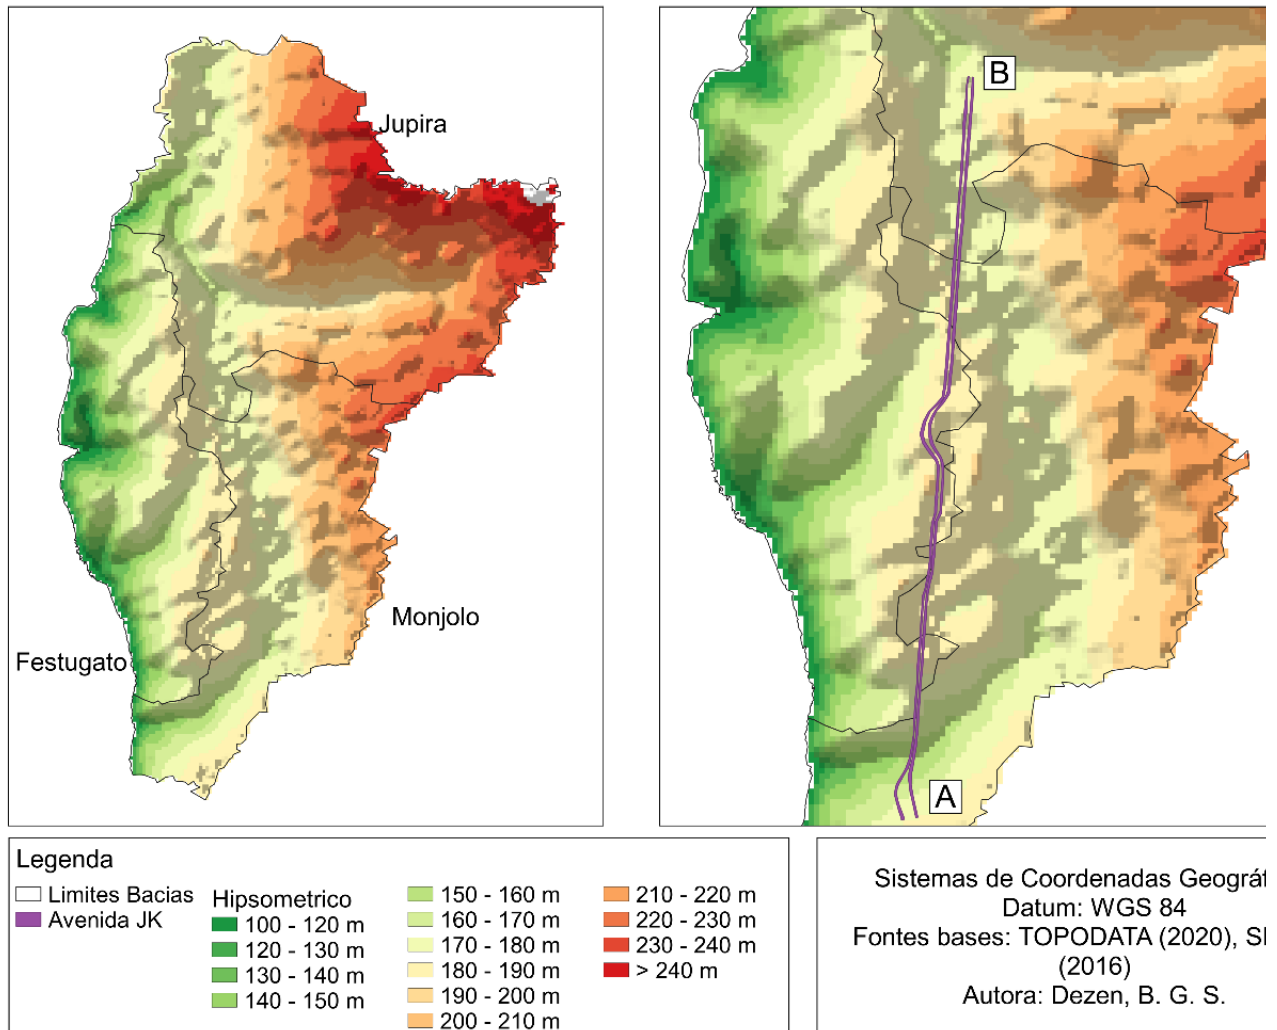 Jupira
Monjolo
Festugato
B
A
Legenda
Limites Bacias
Avenida JK
Hipsometrico
100 - 120 m
120 - 130 m
130 - 140 m
140 - 150 m
150 - 160 m
160 - 170 m
170 - 180 m
180 - 190 m
190 - 200 m
200 - 210 m
210 - 220 m
220 - 230 m
230 - 240 m
> 240 m
Sistemas de Coordenadas Geográf
Datum: WGS 84
Fontes bases: TOPODATA (2020),
(2016)
Autora: Dezen, B. G. S.